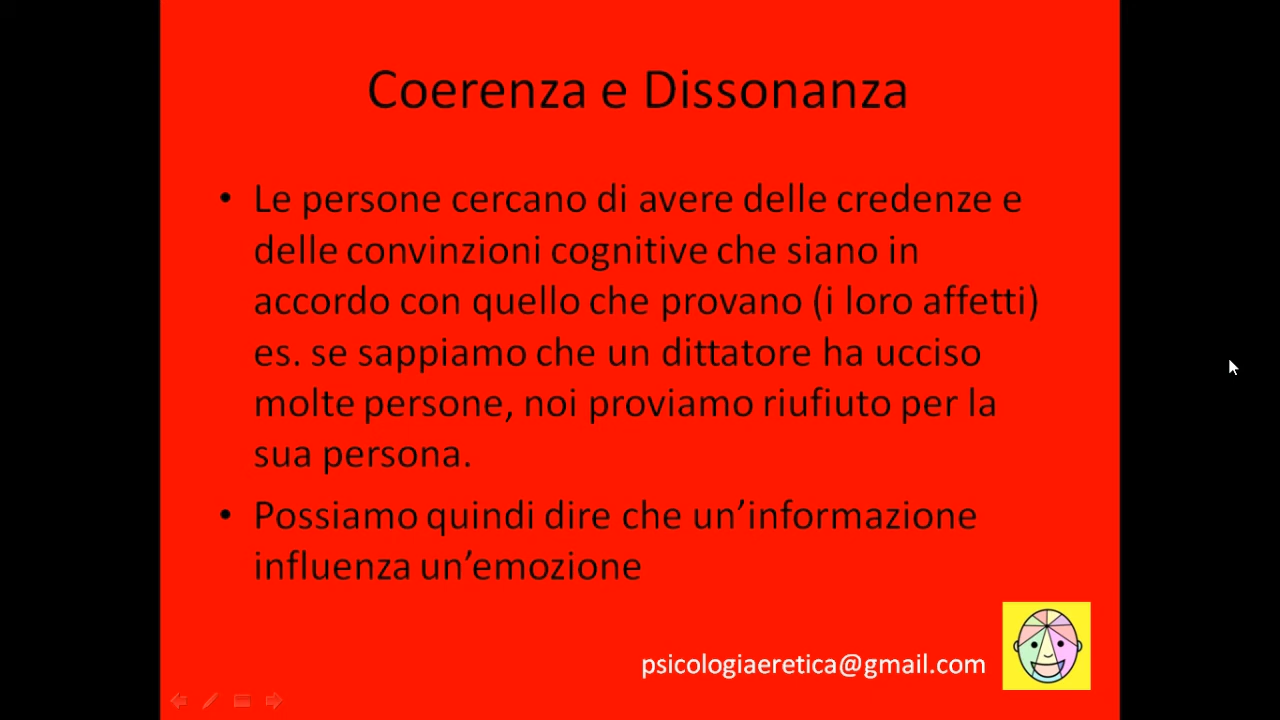 Coerenza e Dissonanza
• Le persone cercano di avere delle credenze e
delle convinzioni cognitive che siano in
accordo con quello che provano (i loro affetti)
es. se sappiamo che un dittatore ha ucciso
molte persone, noi proviamo riufiuto per la
sua persona.
• Possiamo quindi dire che un’informazione
influenza un’emozione
psicologiaeretica@gmail.com